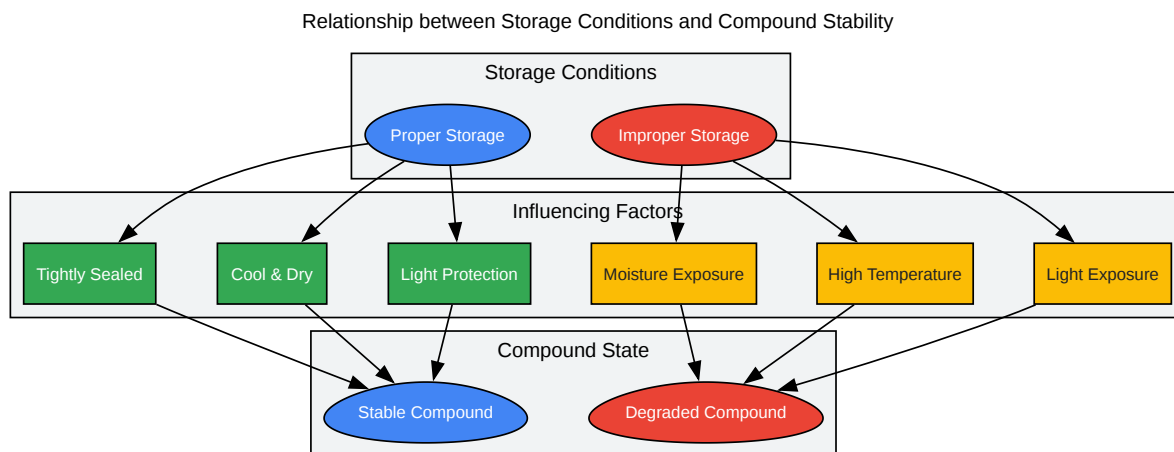 Relationship between Storage Conditions and Compound Stability
Storage Conditions
Proper Storage
Improper Storage
Influencing Factors
Tightly Sealed
Cool & Dry
Light Protection
Moisture Exposure
High Temperature
Light Exposure
Compound State
Stable Compound
Degraded Compound